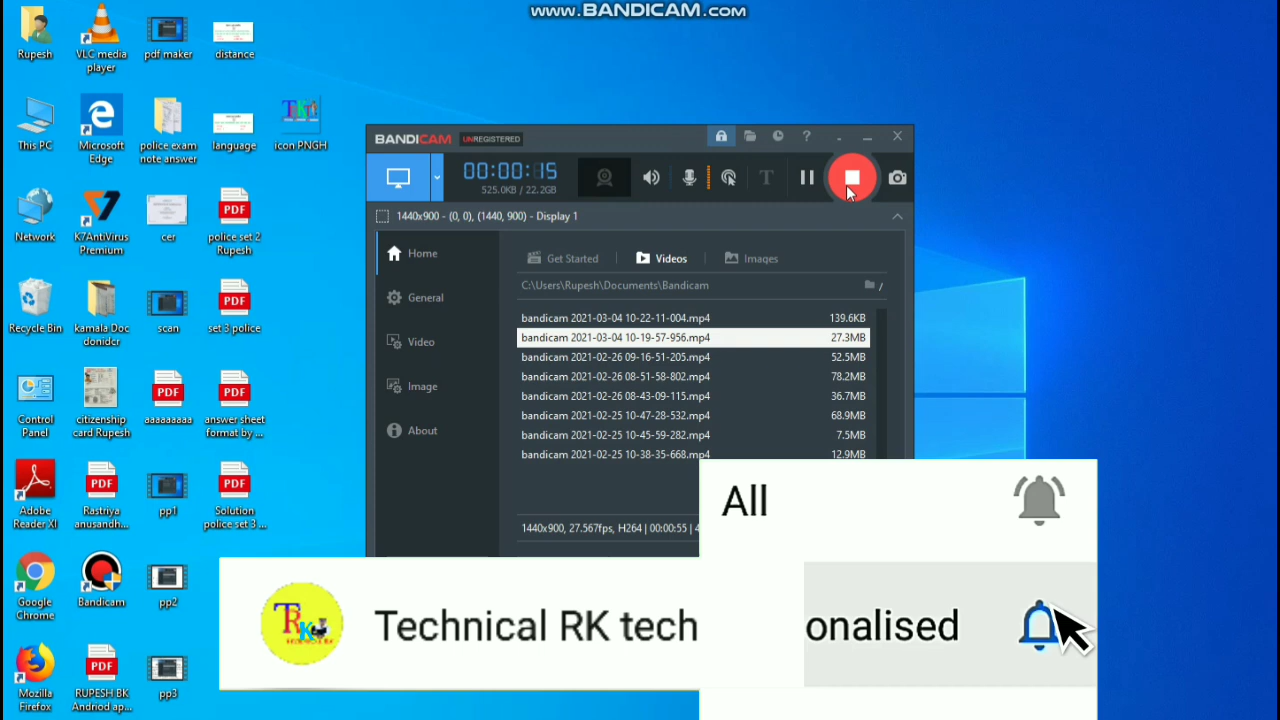 www.BANDICAM.com
Rupesh
VLC media
player
pdf maker
distance
This PC
Microsoft
Edge
police exam
note answer
language
icon PNGH
Network
K7AntiVirus
Premium
cer
police set 2
Rupesh
Recycle Bin
kamala Doc
donidcr
scan
set 3 police
Control
Panel
citizenship
card Rupesh
aaaaaaaaa
answer sheet
format by ...
Adobe
Reader XI
Rastriya
anusandh...
pp1
Solution
police set 3 ...
Google
Chrome
Bandicam
pp2
Mozilla
Firefox
RUPESH BK
Andriod ap...
pp3
BANDICAM UNREGISTERED
00:00:15
525.0KB / 22.2GB
1440x900 - (0, 0), (1440, 900) - Display 1
Home
General
Video
Image
About
Get Started
Videos
Images
C:\Users\Rupesh\Documents\Bandicam
bandicam 2021-03-04 10-22-11-004.mp4 139.6KB
bandicam 2021-03-04 10-19-57-956.mp4 27.3MB
bandicam 2021-02-26 09-16-51-205.mp4 52.5MB
bandicam 2021-02-26 08-51-58-802.mp4 78.2MB
bandicam 2021-02-26 08-43-09-115.mp4 36.7MB
bandicam 2021-02-25 10-47-28-532.mp4 68.9MB
bandicam 2021-02-25 10-45-59-282.mp4 7.5MB
bandicam 2021-02-25 10-38-35-668.mp4 12.9MB
1440x900, 27.567fps, H264 | 00:00:55 | 4
All
Technical RK tech
onalised